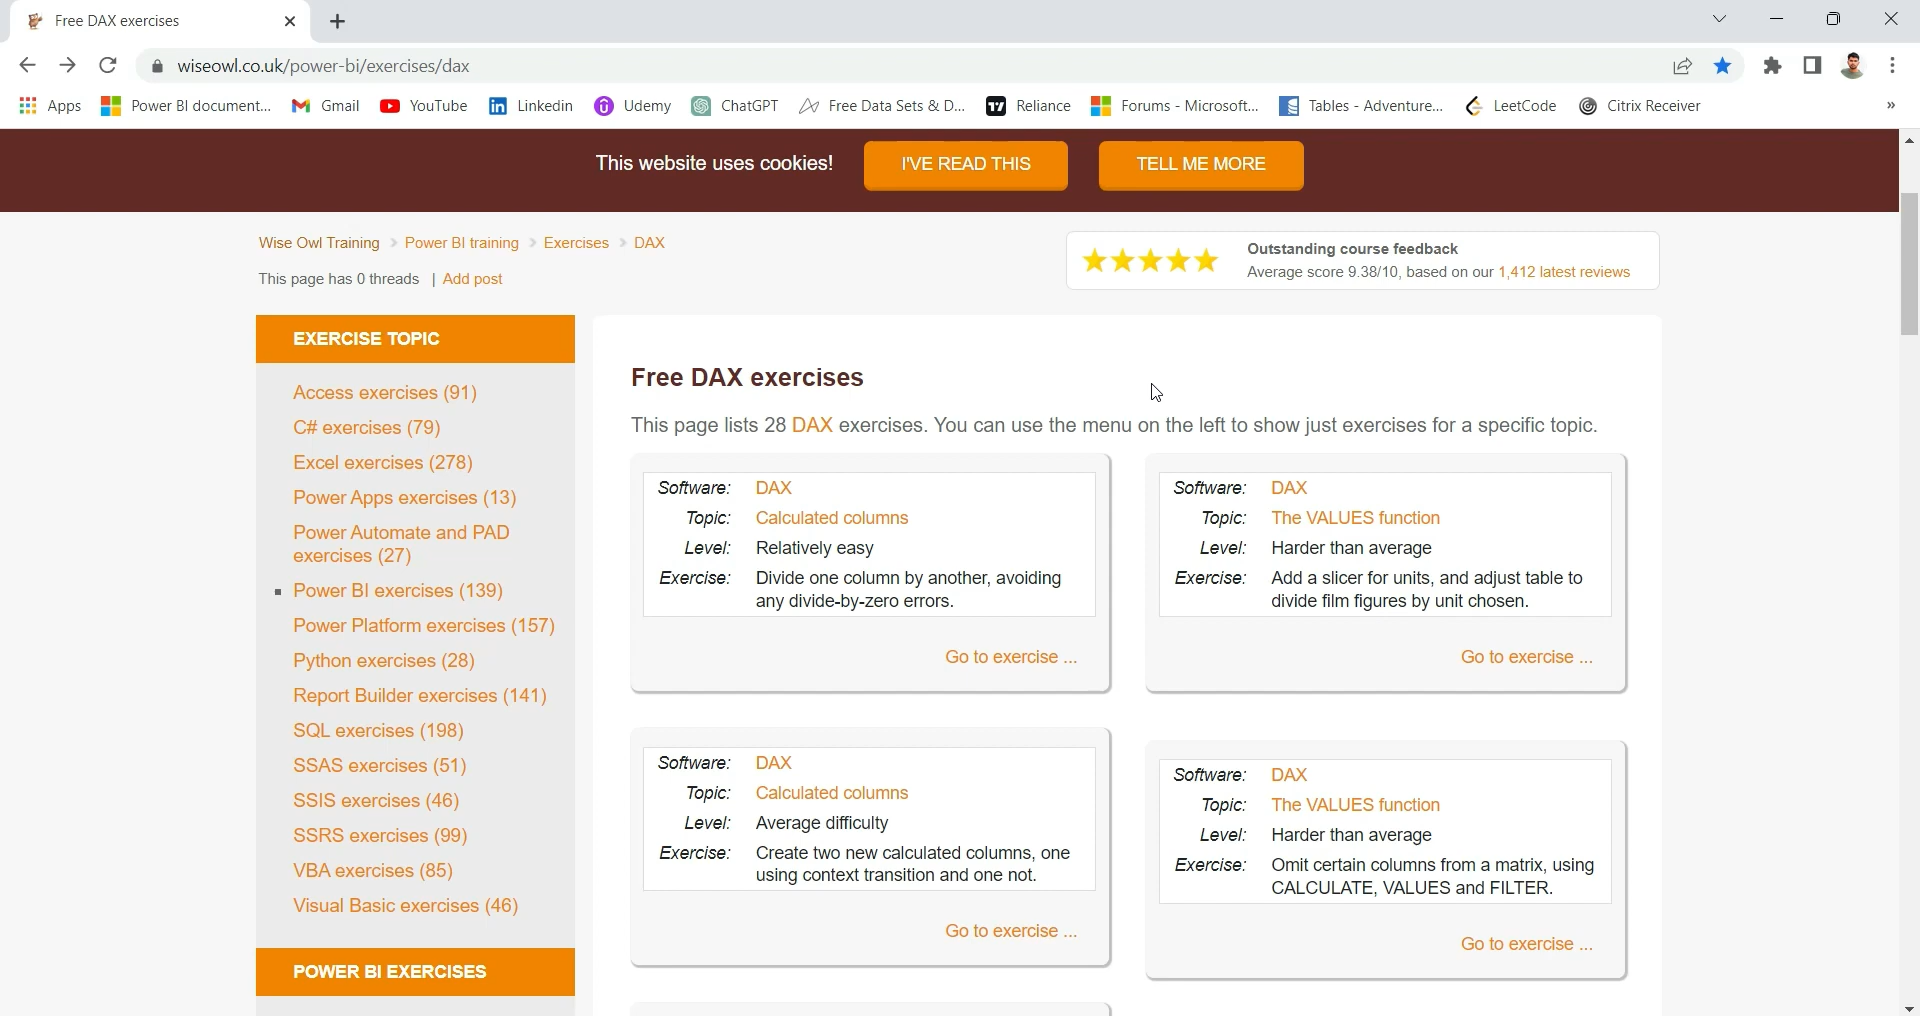 Free DAX exercises
wiseowl.co.uk/power-bi/exercises/dax
Apps Power BI document... Gmail YouTube Linkedin Udemy ChatGPT Free Data Sets & D... Reliance Forums - Microsoft... Tables - Adventure... LeetCode Citrix Receiver »
This website uses cookies! I'VE READ THIS TELL ME MORE
Wise Owl Training > Power BI training > Exercises > DAX
This page has 0 threads | Add post
Outstanding course feedback
Average score 9.38/10, based on our 1,412 latest reviews
EXERCISE TOPIC
Access exercises (91)
C# exercises (79)
Excel exercises (278)
Power Apps exercises (13)
Power Automate and PAD
exercises (27)
Power BI exercises (139)
Power Platform exercises (157)
Python exercises (28)
Report Builder exercises (141)
SQL exercises (198)
SSAS exercises (51)
SSIS exercises (46)
SSRS exercises (99)
VBA exercises (85)
Visual Basic exercises (46)
POWER BI EXERCISES
Free DAX exercises
This page lists 28 DAX exercises. You can use the menu on the left to show just exercises for a specific topic.
Software: DAX
Topic: Calculated columns
Level: Relatively easy
Exercise: Divide one column by another, avoiding
any divide-by-zero errors.
Go to exercise ...
Software: DAX
Topic: The VALUES function
Level: Harder than average
Exercise: Add a slicer for units, and adjust table to
divide film figures by unit chosen.
Go to exercise ...
Software: DAX
Topic: Calculated columns
Level: Average difficulty
Exercise: Create two new calculated columns, one
using context transition and one not.
Go to exercise ...
Software: DAX
Topic: The VALUES function
Level: Harder than average
Exercise: Omit certain columns from a matrix, using
CALCULATE, VALUES and FILTER.
Go to exercise ...